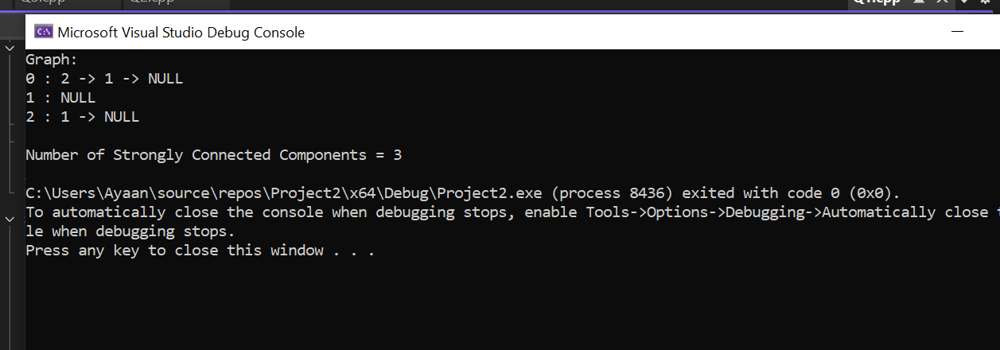 Microsoft Visual Studio Debug Console
Graph:
0 : 2 -> 1 -> NULL
1 : NULL
2 : 1 -> NULL
Number of Strongly Connected Components = 3
C:\Users\Ayaan\source\repos\Project2\x64\Debug\Project2.exe (process 8436) exited with code 0 (0x0).
To automatically close the console when debugging stops, enable Tools->Options->Debugging->Automatically close
le when debugging stops.
Press any key to close this window . . .